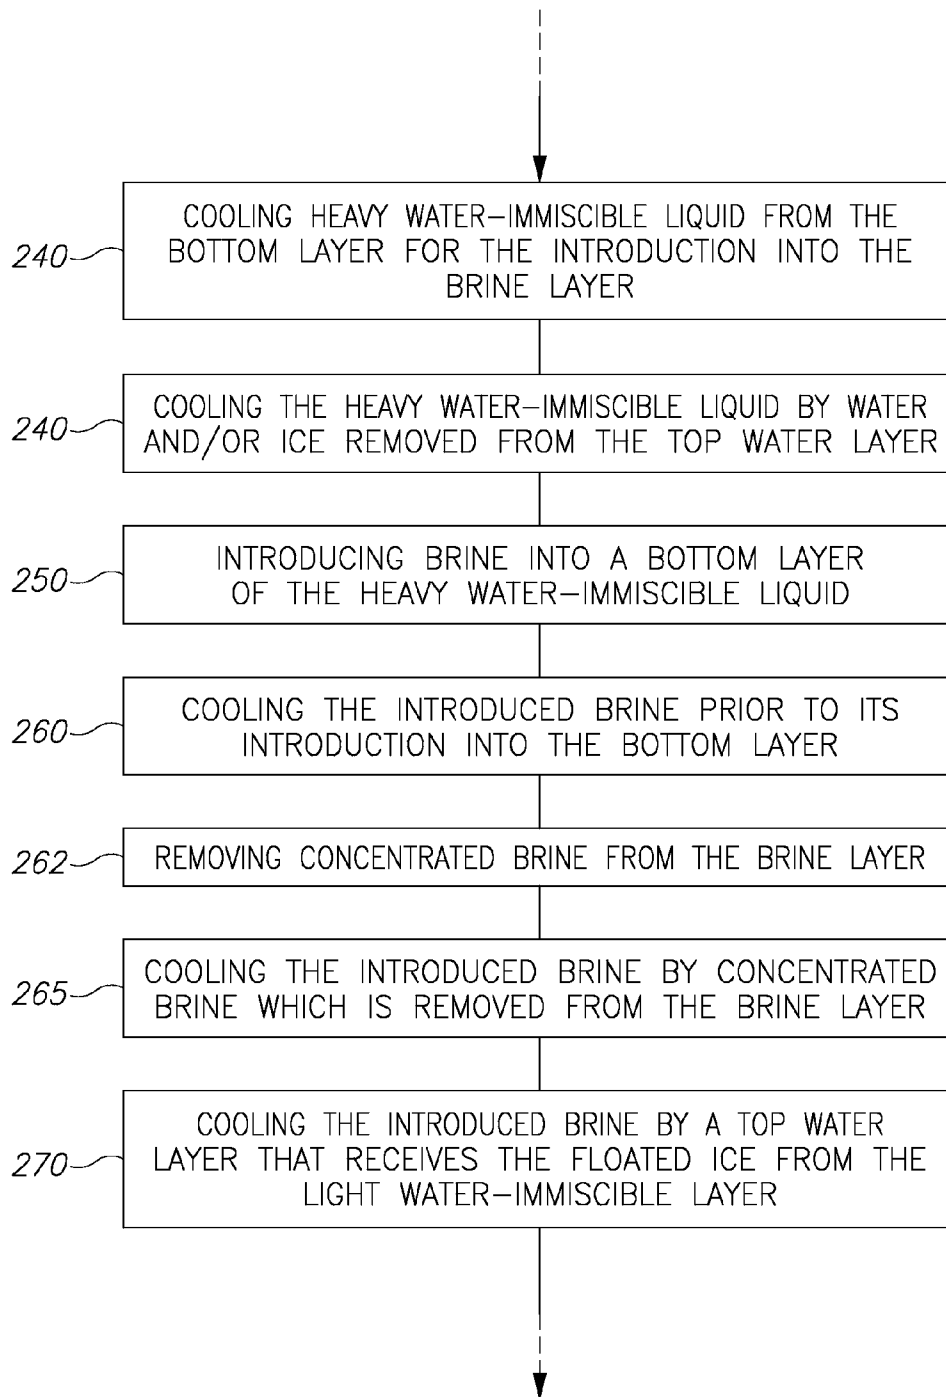 COOLING HEAVY WATER-IMMISCIBLE LIQUID FROM THE
240
BOTTOM LAYER FOR THE INTRODUCTION INTO THE
BRINE LAYER
COOLING THE HEAVY WATER-IMMISCIBLE LIQUID BY WATER
240
AND/OR ICE REMOVED FROM THE TOP WATER LAYER
INTRODUCING BRINE INTO A BOTTOM LAYER
250
OF THE HEAVY WATER-IMMISCIBLE LIQUID
COOLING THE INTRODUCED BRINE PRIOR TO ITS
260
INTRODUCTION INTO THE BOTTOM LAYER
262
REMOVING CONCENTRATED BRINE FROM THE BRINE LAYER
COOLING THE INTRODUCED BRINE BY CONCENTRATED
265
BRINE WHICH IS REMOVED FROM THE BRINE LAYER
COOLING THE INTRODUCED BRINE BY A TOP WATER
270
LAYER THAT RECEIVES THE FLOATED ICE FROM THE
LIGHT WATER-IMMISCIBLE LAYER